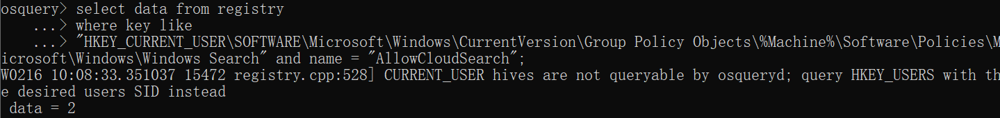 osquery> select data from registry
...> where key like
...> "HKEY_CURRENT_USER\SOFTWARE\Microsoft\Windows\CurrentVersion\Group Policy Objects\%Machine%\Software\Policies\M
icrosoft\Windows\Windows Search" and name = "AllowCloudSearch";
W0216 10:08:33.351037 15472 registry.cpp:528] CURRENT_USER hives are not queryable by osqueryd; query HKEY_USERS with th
e desired users SID instead
data = 2